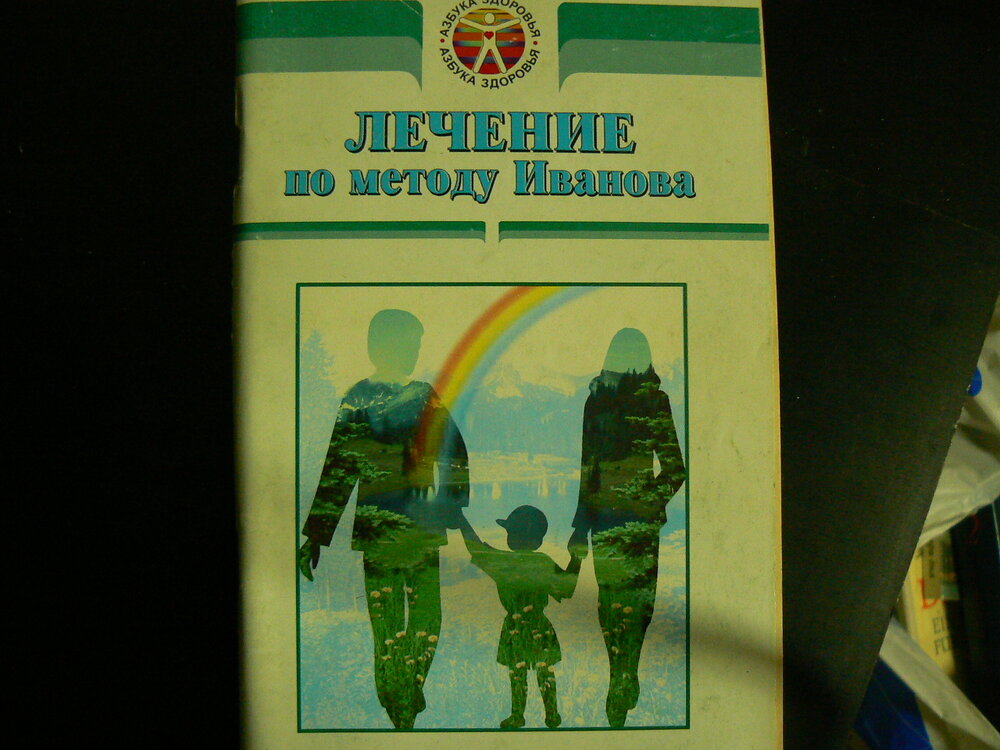 • АЗБУКА ЗДОРОВЬЯ •
АЗБУКА ЗДОРОВЬЯ
ЛЕЧЕНИЕ
по методу Иванова